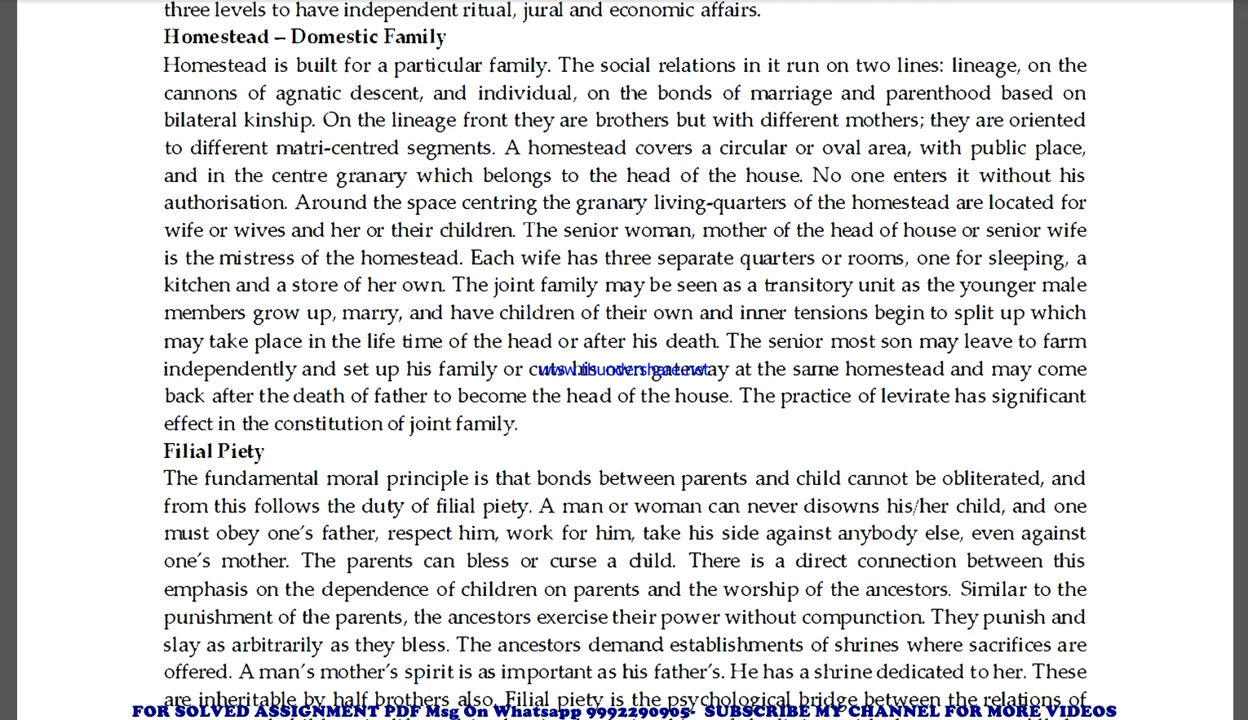 three levels to have independent ritual, jural and economic affairs.
Homestead – Domestic Family
Homestead is built for a particular family. The social relations in it run on two lines: lineage, on the
cannons of agnatic descent, and individual, on the bonds of marriage and parenthood based on
bilateral kinship. On the lineage front they are brothers but with different mothers; they are oriented
to different matri-centred segments. A homestead covers a circular or oval area, with public place,
and in the centre granary which belongs to the head of the house. No one enters it without his
authorisation. Around the space centring the granary living-quarters of the homestead are located for
wife or wives and her or their children. The senior woman, mother of the head of house or senior wife
is the mistress of the homestead. Each wife has three separate quarters or rooms, one for sleeping, a
kitchen and a store of her own. The joint family may be seen as a transitory unit as the younger male
members grow up, marry, and have children of their own and inner tensions begin to split up which
may take place in the life time of the head or after his death. The senior most son may leave to farm
independently and set up his family or cuts his own gateway at the same homestead and may come
back after the death of father to become the head of the house. The practice of levirate has significant
effect in the constitution of joint family.
Filial Piety
The fundamental moral principle is that bonds between parents and child cannot be obliterated, and
from this follows the duty of filial piety. A man or woman can never disowns his/her child, and one
must obey one's father, respect him, work for him, take his side against anybody else, even against
one's mother. The parents can bless or curse a child. There is a direct connection between this
emphasis on the dependence of children on parents and the worship of the ancestors. Similar to the
punishment of the parents, the ancestors exercise their power without compunction. They punish and
slay as arbitrarily as they bless. The ancestors demand establishments of shrines where sacrifices are
offered. A man's mother's spirit is as important as his father's. He has a shrine dedicated to her. These
are inheritable by half brothers also. Filial piety is the psychological bridge between the relations of
FOR SOLVED ASSIGNMENT PDF Msg On Whatsapp 9992290905- SUBSCRIBE MY CHANNEL FOR MORE VIDEOS